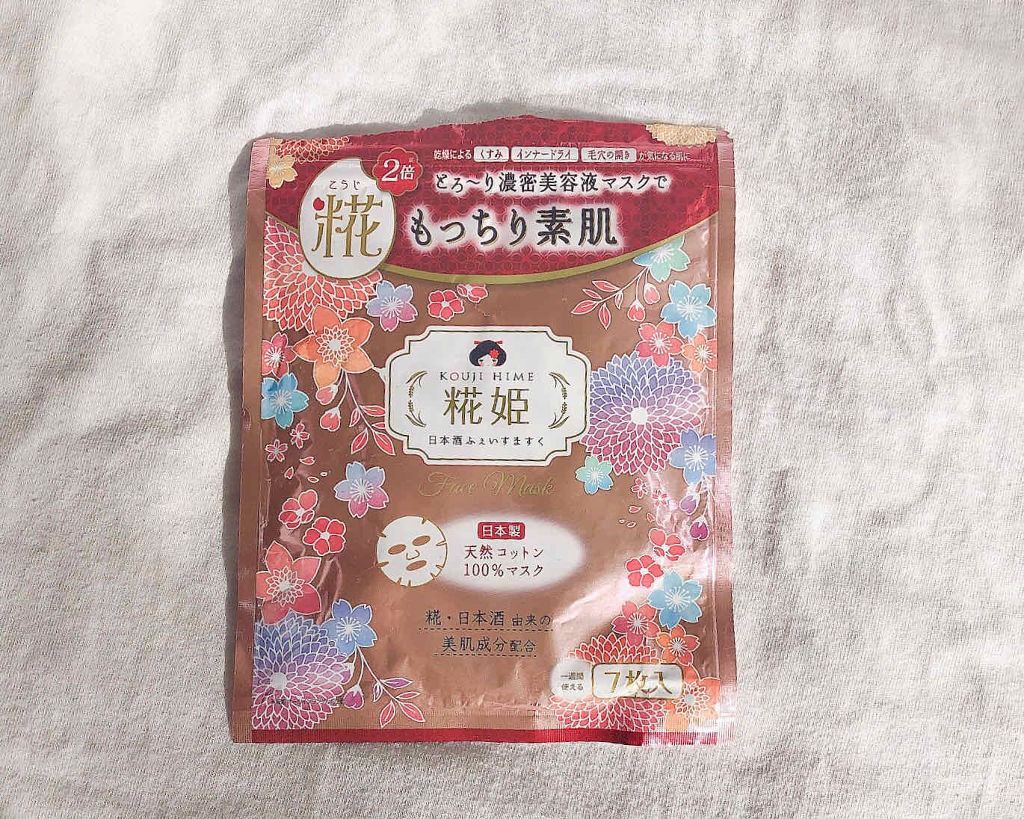 乾燥による くすみ インナードライ 毛穴の開き が気になる肌に
2倍
とろ〜り濃密美容液マスクで
こうじ
糀
もっちり素肌
KOUJI HIME
糀姫
日本酒ふぇいすますく
Face Mask
日本製
天然コットン
100%マスク
糀・日本酒由来の
美肌成分配合
一週間
使える
7枚入